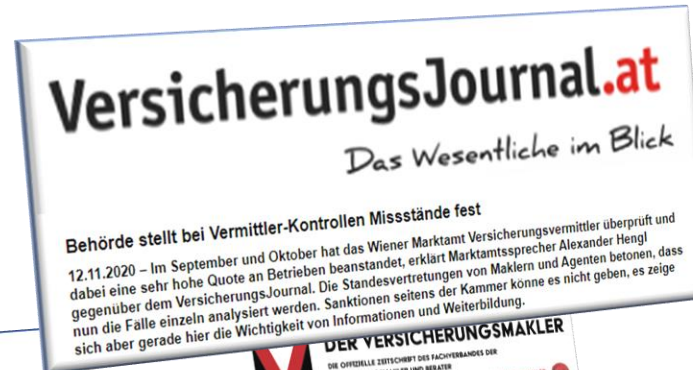 VersicherungsJournal.at
Das Wesentliche im Blick
Behörde stellt bei Vermittler-Kontrollen Missstände fest
12.11.2020 – Im September und Oktober hat das Wiener Marktamt Versicherungsvermittler überprüft und
dabei eine sehr hohe Quote an Betrieben beanstandet, erklärt Marktamtssprecher Alexander Hengl
gegenüber dem VersicherungsJournal. Die Standesvertretungen von Maklern und Agenten betonen, dass
nun die Fälle einzeln analysiert werden. Sanktionen seitens der Kammer könne es nicht geben, es zeige
sich aber gerade hier die Wichtigkeit von Informationen und Weiterbildung.
DER VERSICHERUNGSMAKLER
DIE OFFIZIELLE ZEITSCHRIFT DES FACHVERBANDES DER
UND BERATER